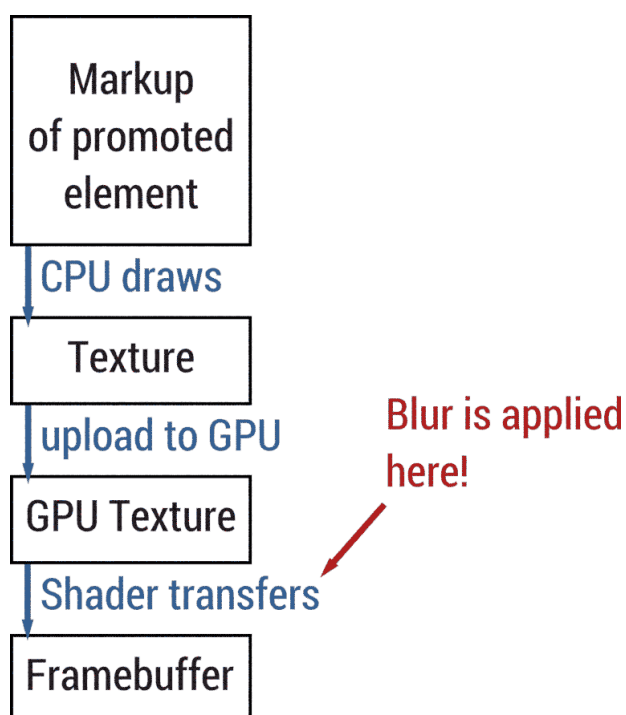 Markup
of promoted
element
CPU draws
Texture
upload to GPU
Blur is applied
here!
GPU Texture
Shader transfers
Framebuffer